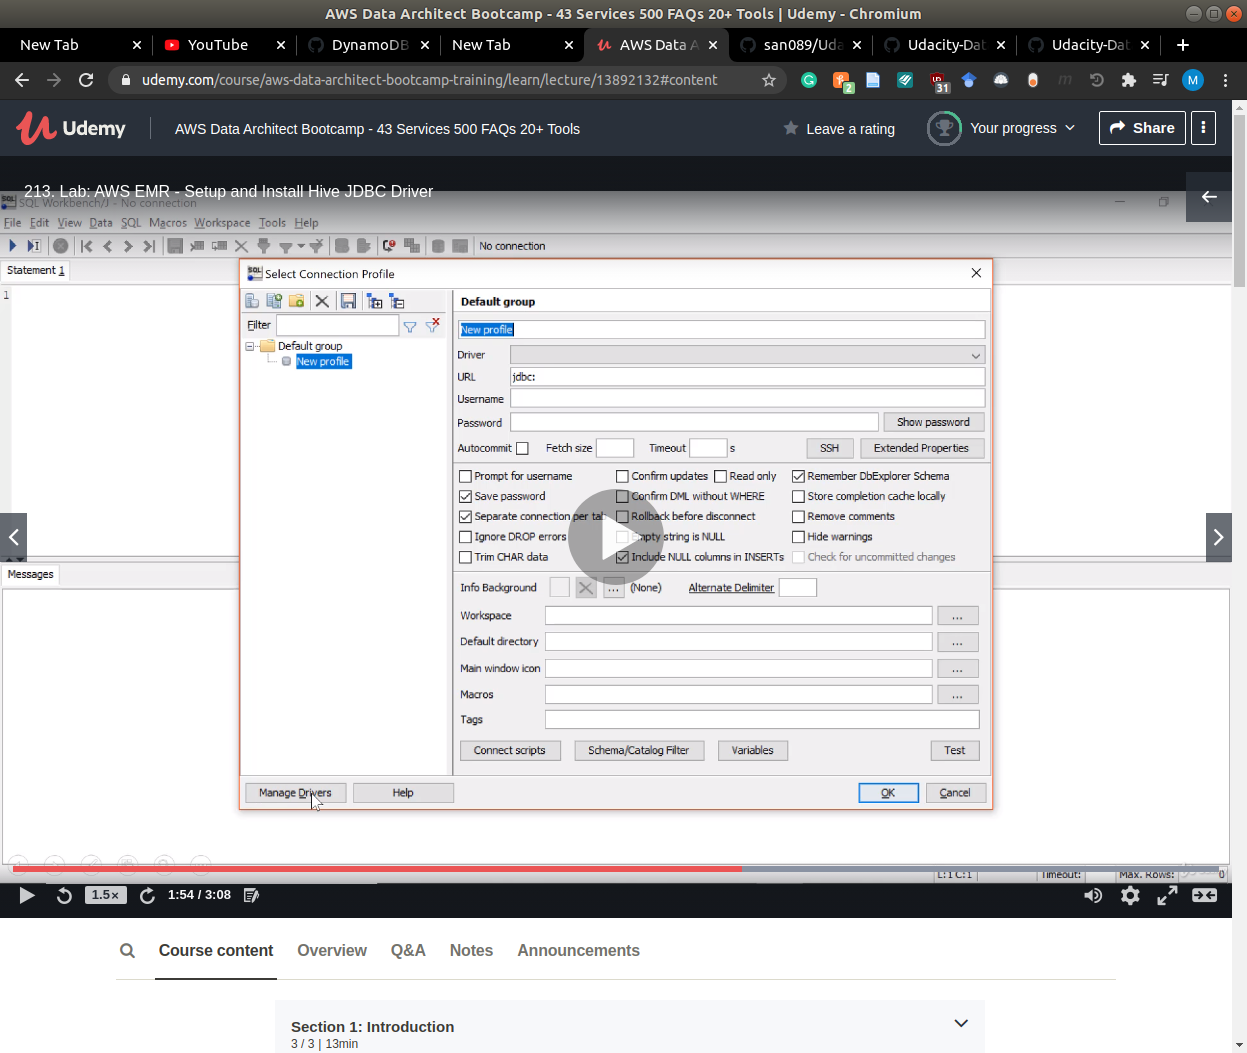 AWS Data Architect Bootcamp - 43 Services 500 FAQs 20+ Tools | Udemy - Chromium
New Tab YouTube DynamoDB New Tab AWS Data A san089/Uda Udacity-Dat Udacity-Dat
udemy.com/course/aws-data-architect-bootcamp-training/learn/lecture/13892132#content 2 31 M
Udemy AWS Data Architect Bootcamp - 43 Services 500 FAQs 20+ Tools Leave a rating Your progress Share
213. Lab: AWS EMR - Setup and Install Hive JDBC Driver
SQL Workbench/J - No connection
File Edit View Data SQL Macros Workspace Tools Help
No connection
Statement 1
1
Select Connection Profile
Default group
Filter
Default group
New profile
New profile
Driver
URL jdbc:
Username
Password Show password
Autocommit Fetch size Timeout s SSH Extended Properties
Prompt for username Confirm updates Read only Remember DbExplorer Schema
Save password Confirm DML without WHERE Store completion cache locally
Separate connection per tab Rollback before disconnect Remove comments
Ignore DROP errors Empty string is NULL Hide warnings
Trim CHAR data Include NULL columns in INSERTs Check for uncommitted changes
Info Background ... (None) Alternate Delimiter
Workspace ...
Default directory ...
Main window icon ...
Macros ...
Tags
Connect scripts Schema/Catalog Filter Variables Test
Manage Drivers Help OK Cancel
Messages
L:1 C:1 Timeout: Max. Rows: 0
1.5× 1:54 / 3:08
Course content Overview Q&A Notes Announcements
Section 1: Introduction
3 / 3 | 13min